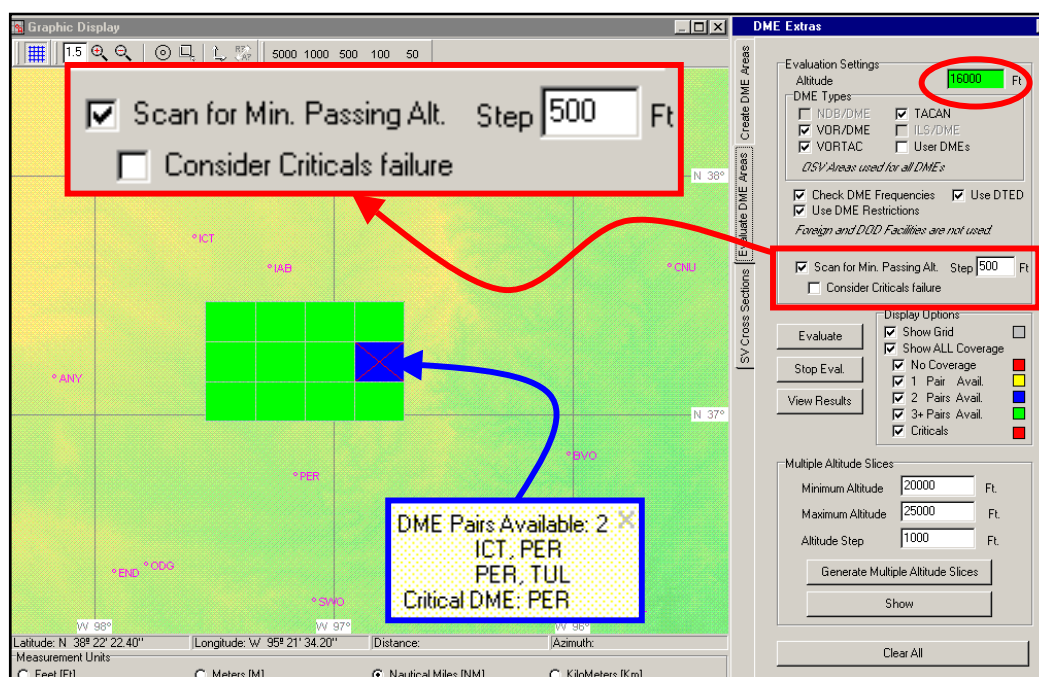 Graphic Display
1.5
5000 1000 500 100 50
Scan for Min. Passing Alt. Step 500 Ft
Consider Criticals failure
N 38°
ICT
IAB
CNU
ANY
N 37°
BVO
PER
DME Pairs Available: 2
ICT, PER
PER, TUL
Critical DME: PER
END
ODG
SWO
W 98°
W 97°
W 96°
Latitude: N 38º 22' 22.40''
Longitude: W 95º 21' 34.20''
Distance:
Azimuth:
Measurement Units
Feet [Ft]
Meters [M]
Nautical Miles [NM]
KiloMeters [Km]
DME Extras
Create DME Areas
Evaluate DME Areas
SV Cross Sections
Evaluation Settings
Altitude 16000 Ft
DME Types
NDB/DME
TACAN
VOR/DME
ILS/DME
VORTAC
User DMEs
OSV Areas used for all DMEs
Check DME Frequencies
Use DTED
Use DME Restrictions
Foreign and DOD Facilities are not used.
Scan for Min. Passing Alt. Step 500 Ft
Consider Criticals failure
Evaluate
Stop Eval.
View Results
Display Options
Show Grid
Show ALL Coverage
No Coverage
1 Pair Avail.
2 Pairs Avail.
3+ Pairs Avail.
Criticals
Multiple Altitude Slices
Minimum Altitude 20000 Ft.
Maximum Altitude 25000 Ft.
Altitude Step 1000 Ft.
Generate Multiple Altitude Slices
Show
Clear All